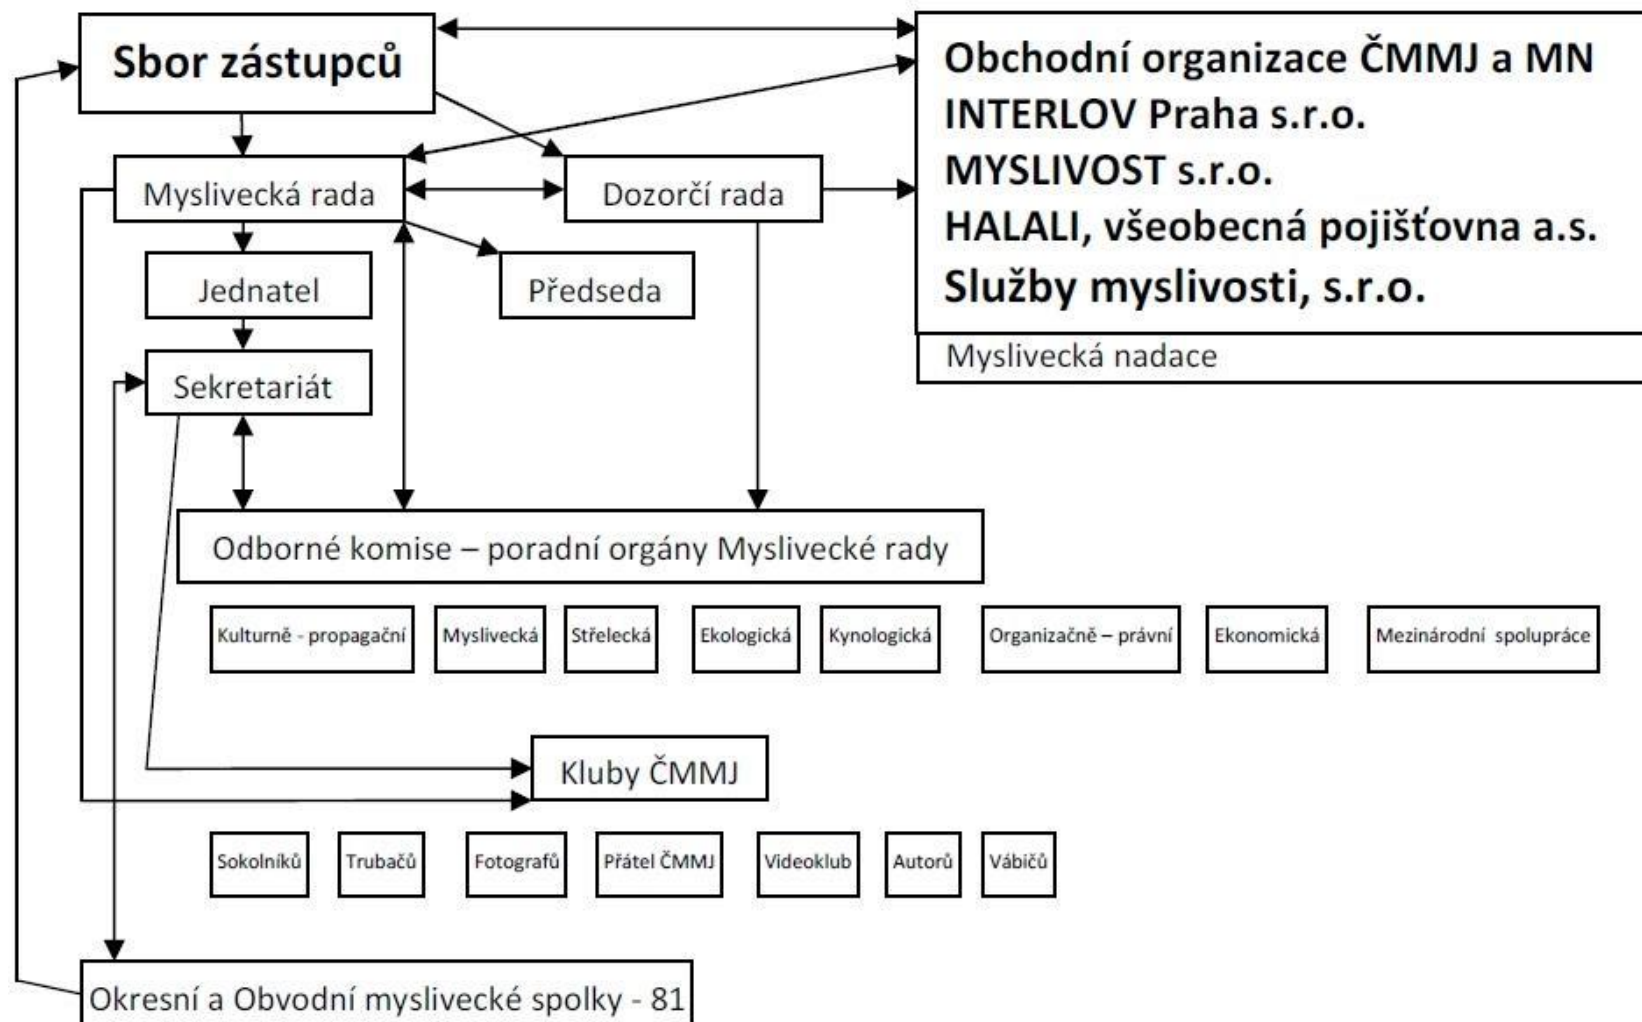 Sbor zástupců
Obchodní organizace ČMMJ a MN
INTERLOV Praha s.r.o.
MYSLIVOST s.r.o.
HALALI, všeobecná pojišťovna a.s.
Služby myslivosti, s.r.o.
Myslivecká nadace
Myslivecká rada
Dozorčí rada
Jednatel
Předseda
Sekretariát
Odborné komise – poradní orgány Myslivecké rady
Kulturně - propagační
Myslivecká
Střelecká
Ekologická
Kynologická
Organizačně – právní
Ekonomická
Mezinárodní spolupráce
Kluby ČMMJ
Sokolníků
Trubačů
Fotografů
Přátel ČMMJ
Videoklub
Autorů
Vábičů
Okresní a Obvodní myslivecké spolky - 81